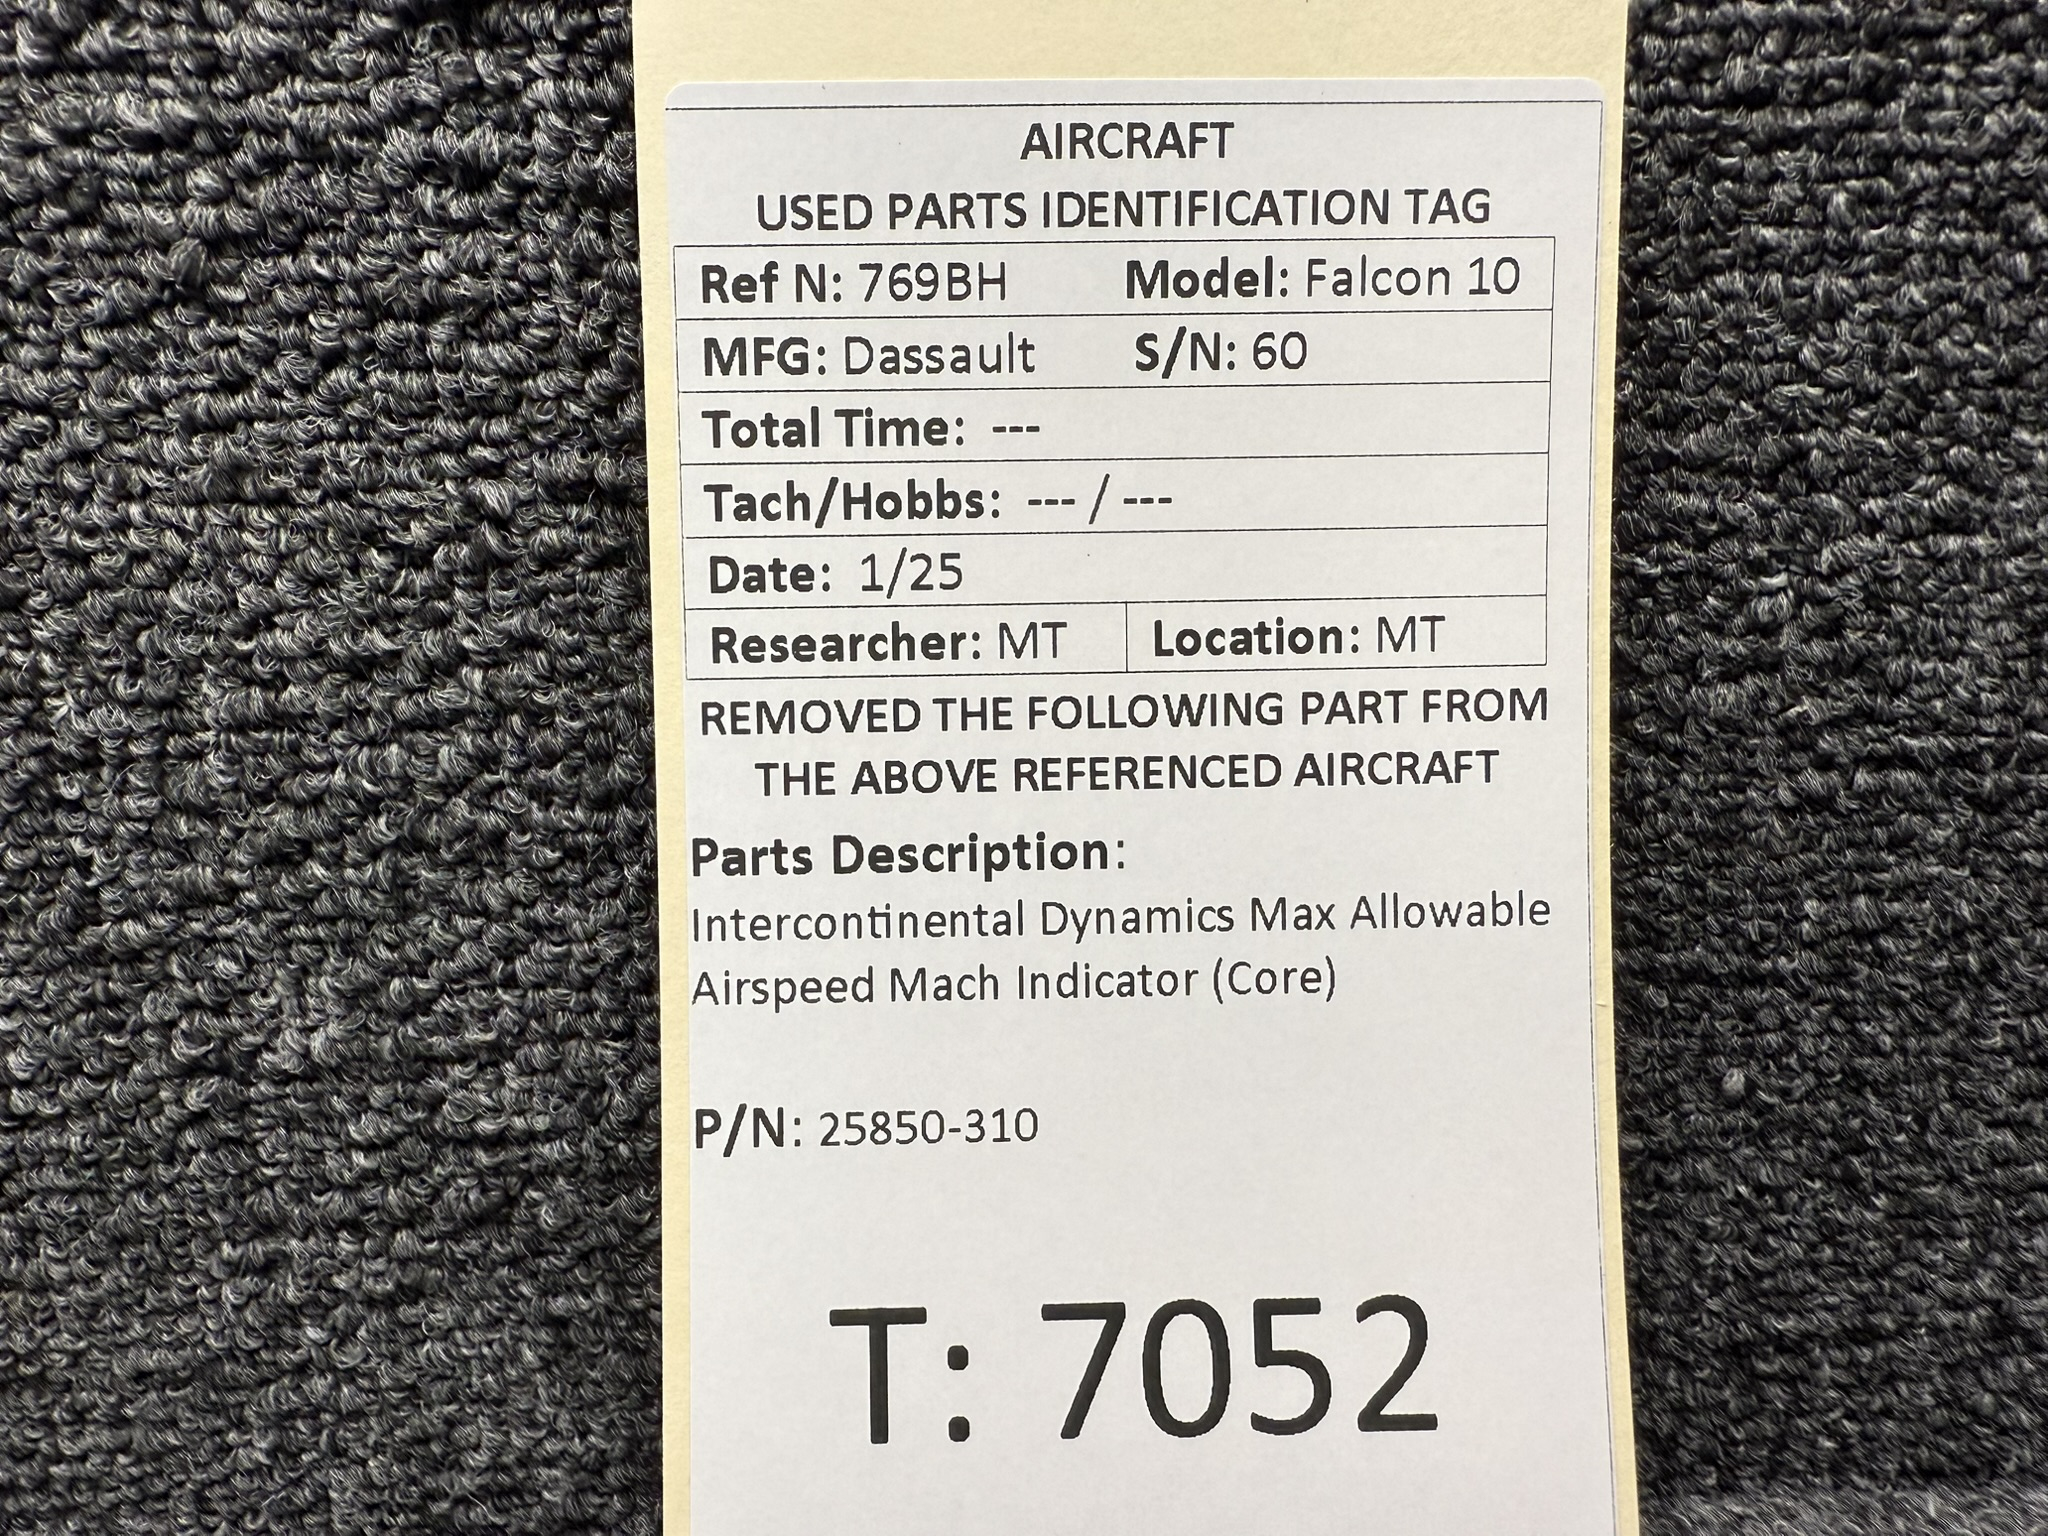 AIRCRAFT
USED PARTS IDENTIFICATION TAG
Ref N: 769BH Model: Falcon 10
MFG: Dassault S/N: 60
Total Time: ---
Tach/Hobbs: --- / ---
Date: 1/25
Researcher: MT Location: MT
REMOVED THE FOLLOWING PART FROM
THE ABOVE REFERENCED AIRCRAFT
Parts Description:
Intercontinental Dynamics Max Allowable
Airspeed Mach Indicator (Core)
P/N: 25850-310
T: 7052